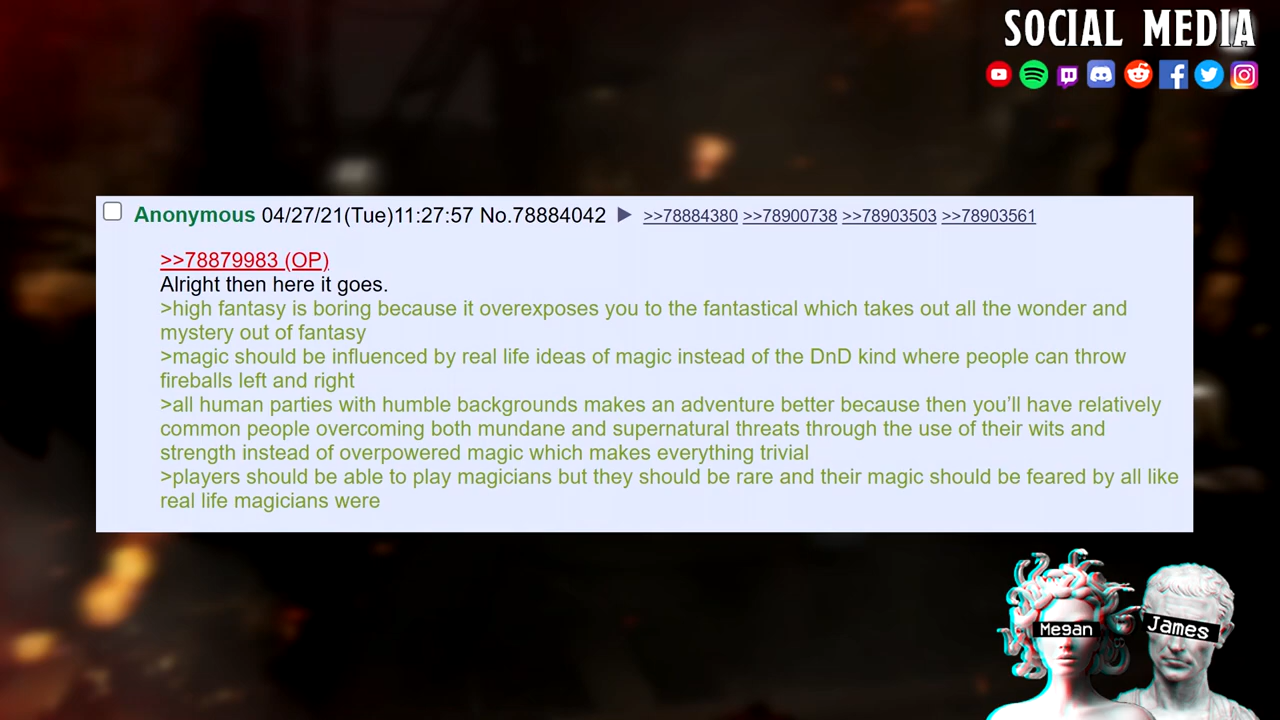 SOCIAL MEDIA
Anonymous 04/27/21(Tue)11:27:57 No.78884042 ▶ >>78884380 >>78900738 >>78903503 >>78903561
>>78879983 (OP)
Alright then here it goes.
>high fantasy is boring because it overexposes you to the fantastical which takes out all the wonder and
mystery out of fantasy
>magic should be influenced by real life ideas of magic instead of the DnD kind where people can throw
fireballs left and right
>all human parties with humble backgrounds makes an adventure better because then you’ll have relatively
common people overcoming both mundane and supernatural threats through the use of their wits and
strength instead of overpowered magic which makes everything trivial
>players should be able to play magicians but they should be rare and their magic should be feared by all like
real life magicians were
Megan
James